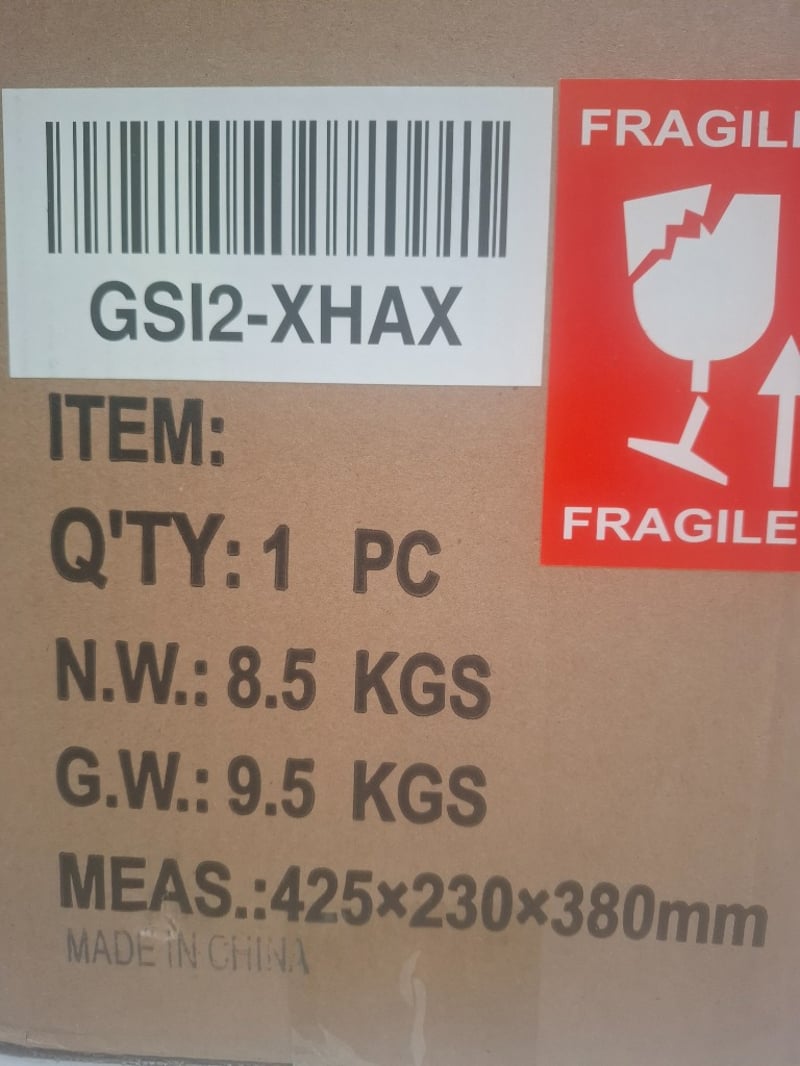 GSI2-XHAX
FRAGIL
FRAGILE
ITEM:
Q'TY: 1 PC
N.W.: 8.5 KGS
G.W.: 9.5 KGS
MEAS.:425×230×380mm
MADE IN CHINA